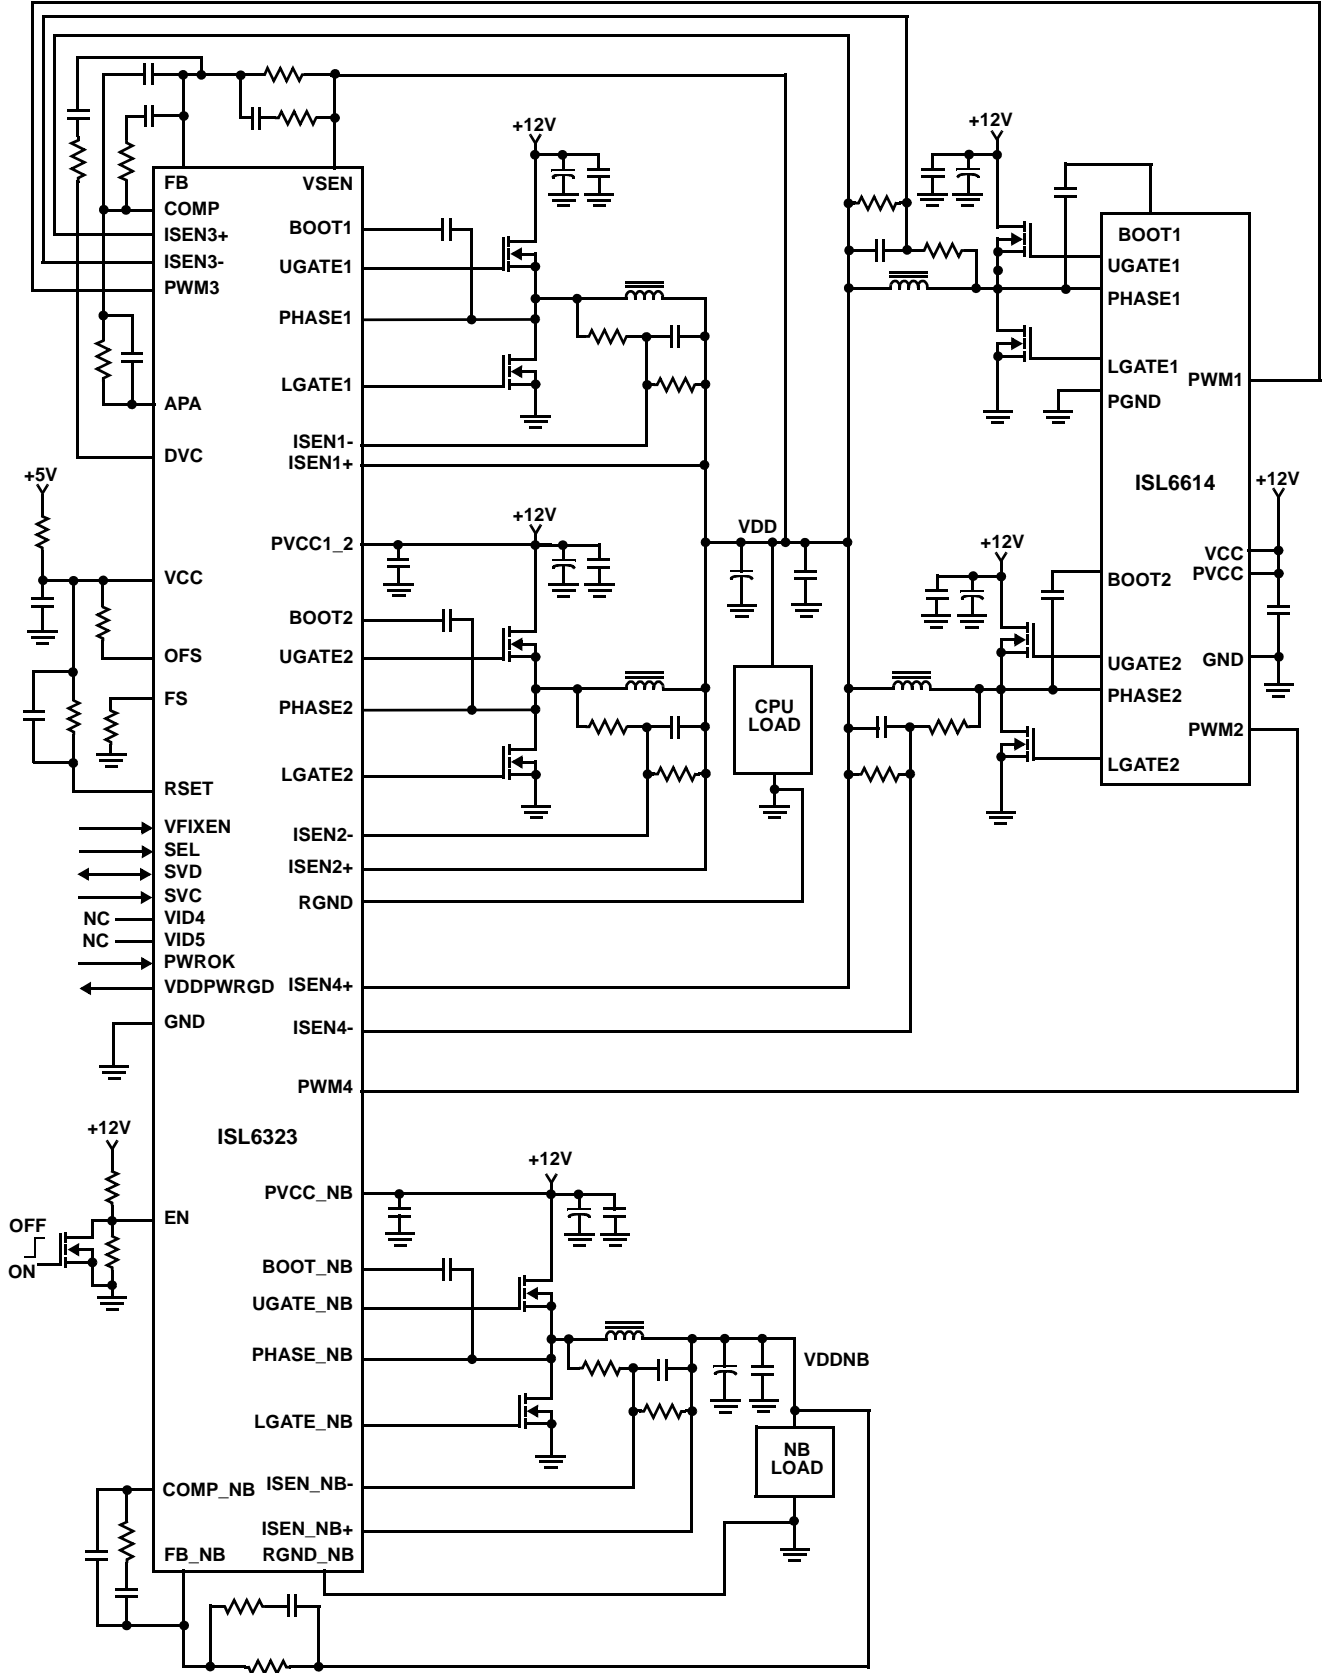 +12V
+12V
FB
VSEN
COMP
ISEN3+
BOOT1
BOOT1
ISEN3-
UGATE1
UGATE1
PWM3
PHASE1
PHASE1
LGATE1
LGATE1
PWM1
APA
PGND
ISEN1-
DVC
ISEN1+
+5V
ISL6614
+12V
+12V
VDD
PVCC1_2
+12V
VCC
VCC
PVCC
BOOT2
BOOT2
OFS
UGATE2
UGATE2
GND
FS
PHASE2
PHASE2
CPU
LOAD
PWM2
LGATE2
LGATE2
RSET
VFIXEN
ISEN2-
SEL
SVD
ISEN2+
SVC
RGND
NC
VID4
NC
VID5
PWROK
VDDPWRGD
ISEN4+
GND
ISEN4-
PWM4
+12V
ISL6323
+12V
PVCC_NB
EN
OFF
ON
BOOT_NB
UGATE_NB
PHASE_NB
VDDNB
LGATE_NB
NB
LOAD
COMP_NB
ISEN_NB-
ISEN_NB+
FB_NB
RGND_NB